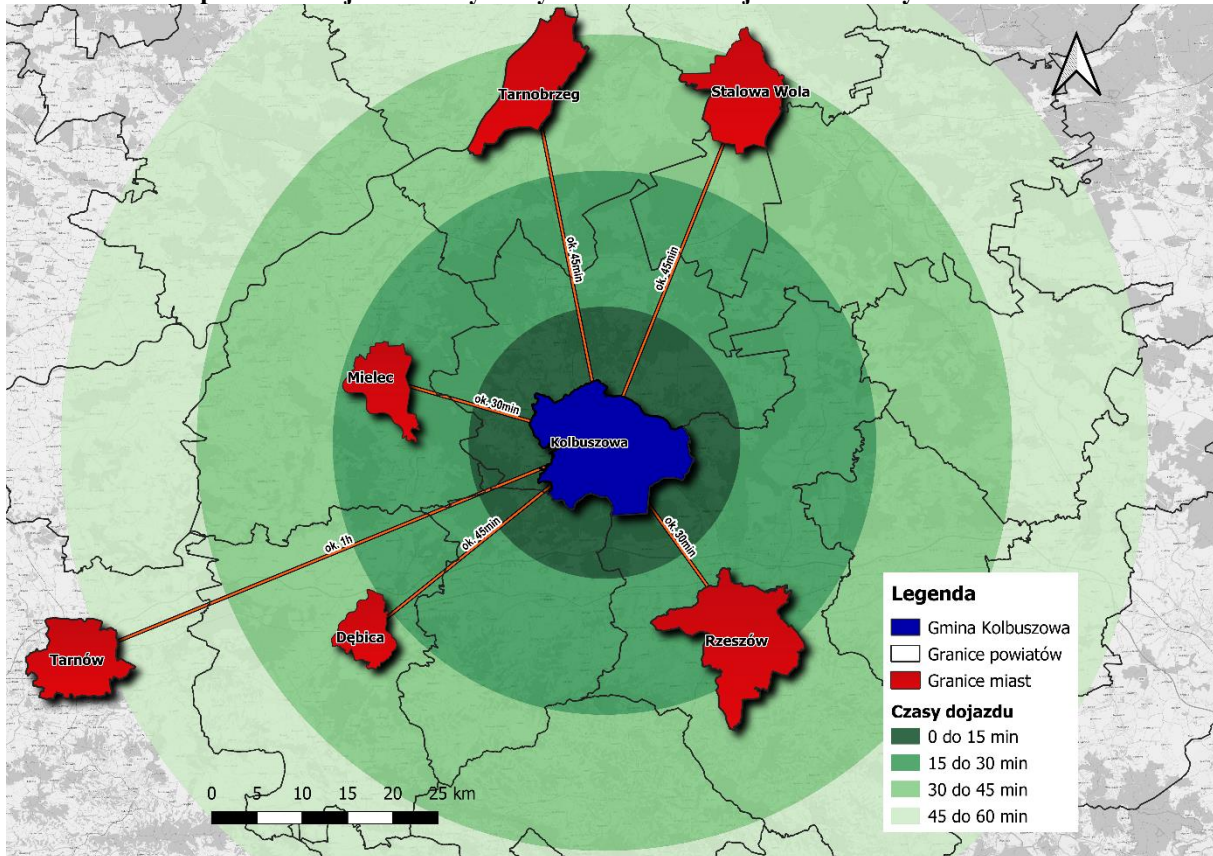 Tarnobrzeg
Stalowa Wola
ok. 45min
ok. 45min
Mielec
ok. 30min
Kolbuszowa
ok. 1h
ok. 45min
ok. 30min
Tarnów
Dębica
Rzeszów
0 5 10 15 20 25 km
Legenda
Gmina Kolbuszowa
Granice powiatów
Granice miast
Czasy dojazdu
0 do 15 min
15 do 30 min
30 do 45 min
45 do 60 min